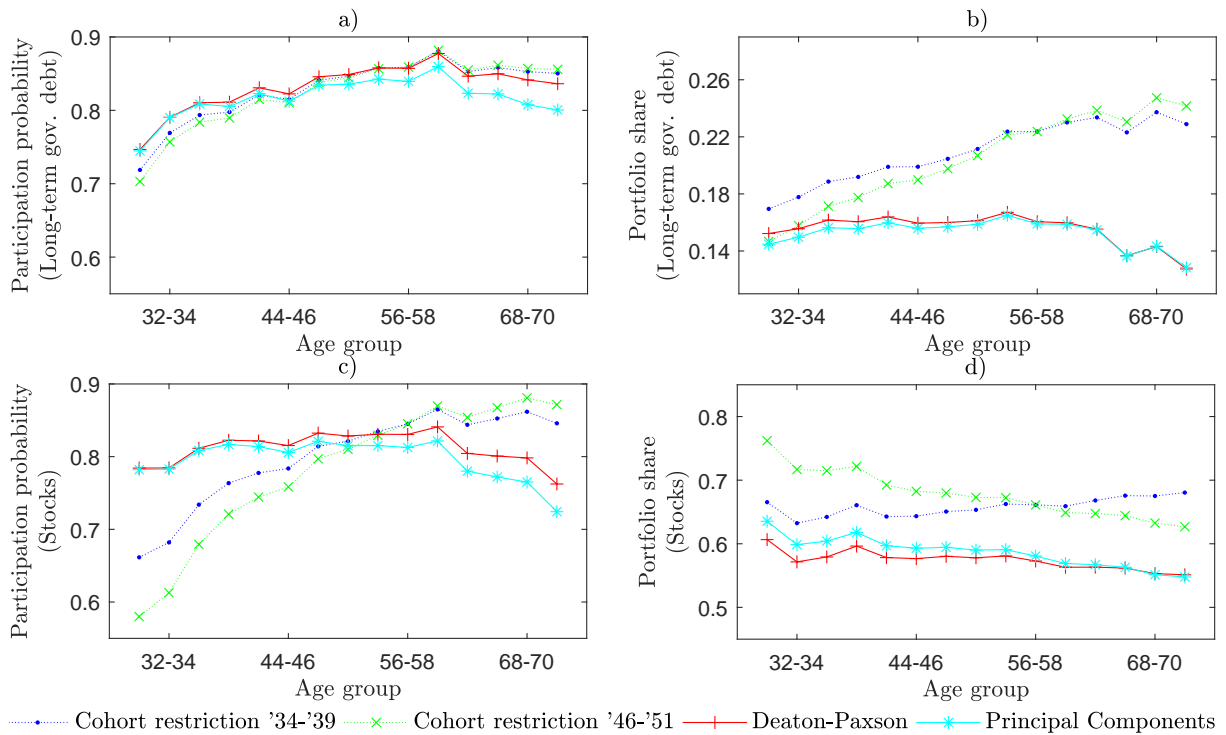 a)
Participation probability
(Long-term gov. debt)
0.9
0.8
0.7
0.6
32-34 44-46 56-58 68-70
Age group
b)
Portfolio share
(Long-term gov. debt)
0.26
0.22
0.18
0.14
32-34 44-46 56-58 68-70
Age group
c)
Participation probability
(Stocks)
0.9
0.8
0.7
0.6
32-34 44-46 56-58 68-70
Age group
d)
Portfolio share
(Stocks)
0.8
0.7
0.6
0.5
32-34 44-46 56-58 68-70
Age group
Cohort restriction '34-'39 Cohort restriction '46-'51 Deaton-Paxson Principal Components